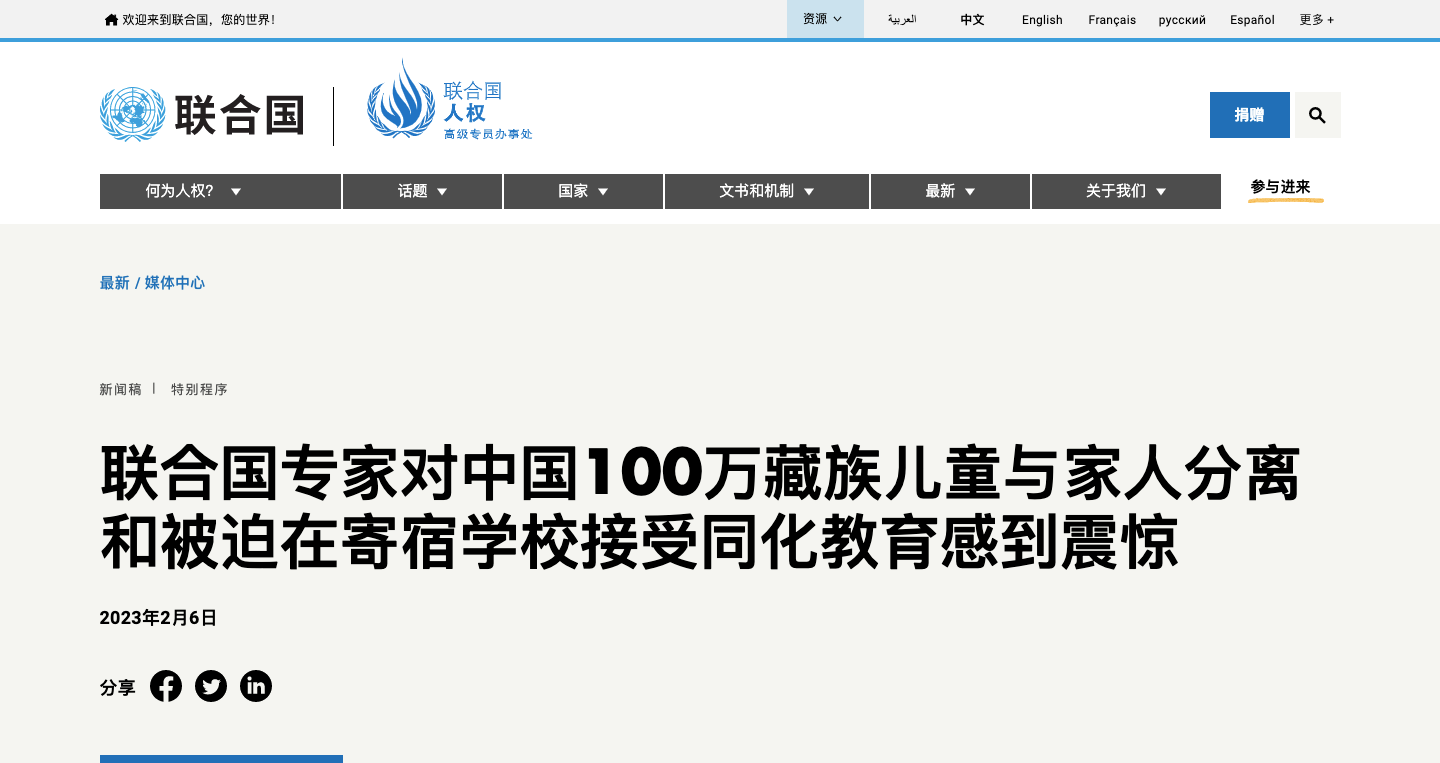 欢迎来到联合国，您的世界！
资源
العربية
中文
English
Français
русский
Español
更多 +
联合国
联合国
人权
高级专员办事处
捐赠
何为人权？
话题
国家
文书和机制
最新
关于我们
参与进来
最新 / 媒体中心
新闻稿 | 特别程序
联合国专家对中国100万藏族儿童与家人分离
和被迫在寄宿学校接受同化教育感到震惊
2023年2月6日
分享